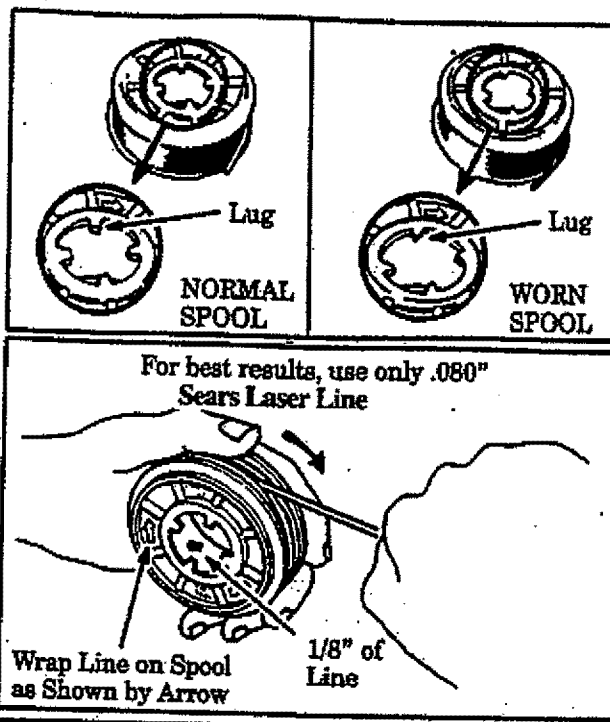 Lug
NORMAL
SPOOL
Lug
WORN
SPOOL
For best results, use only .080"
Sears Laser Line
Wrap Line on Spool
as Shown by Arrow
1/8" of
Line